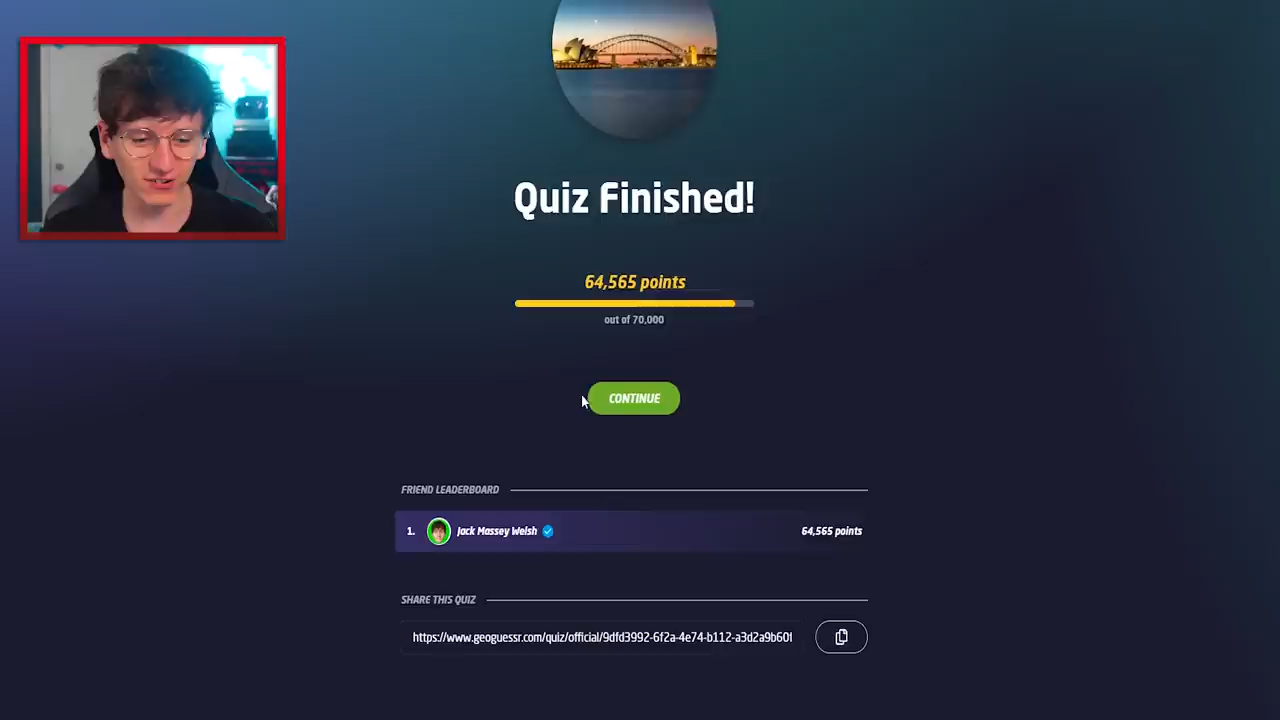 Quiz Finished!
64,565 points
out of 70,000
CONTINUE
FRIEND LEADERBOARD
1. Jack Massey Welsh 64,565 points
SHARE THIS QUIZ
https://www.geoguessr.com/quiz/official/9dfd3992-6f2a-4e74-b112-a3d2a9b60f